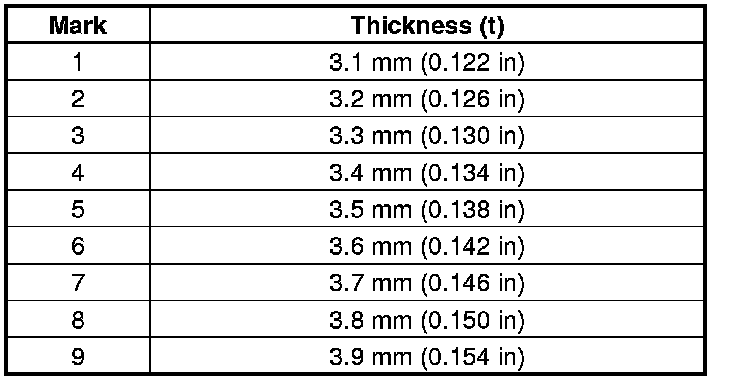 Mark Thickness (t)
1 3.1 mm (0.122 in)
2 3.2 mm (0.126 in)
3 3.3 mm (0.130 in)
4 3.4 mm (0.134 in)
5 3.5 mm (0.138 in)
6 3.6 mm (0.142 in)
7 3.7 mm (0.146 in)
8 3.8 mm (0.150 in)
9 3.9 mm (0.154 in)